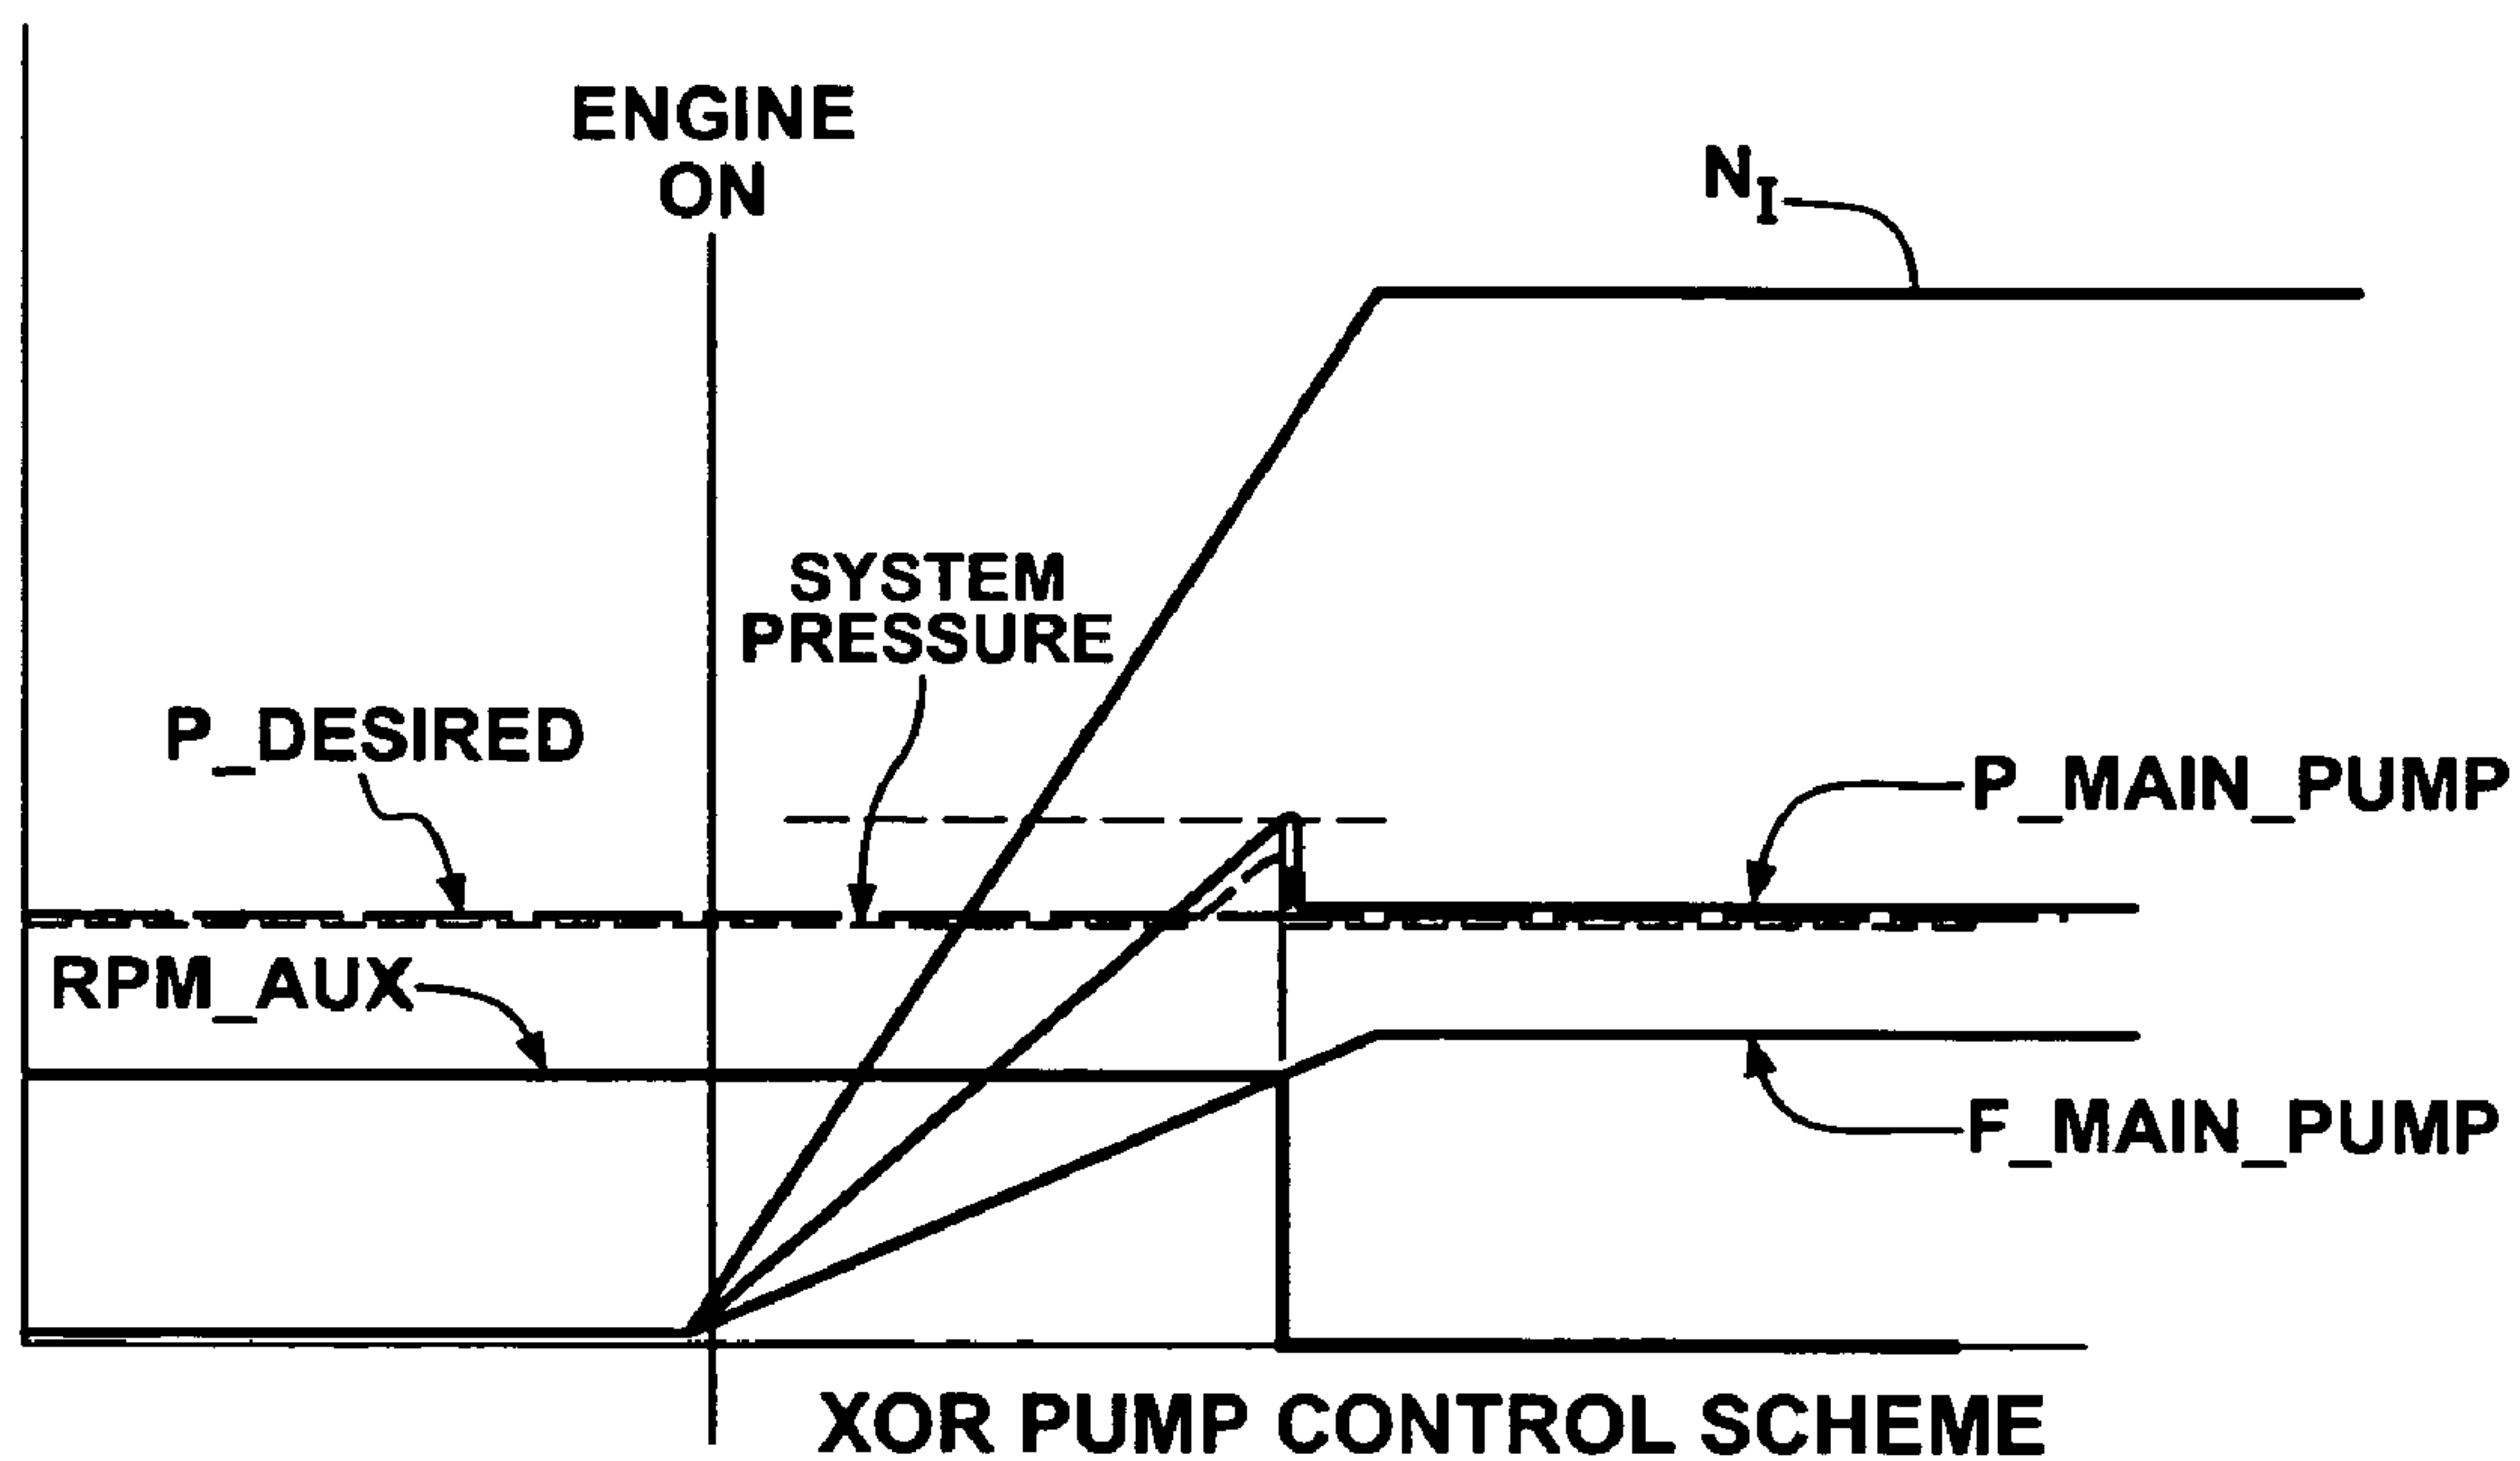 ENGINE
ON
N_I
SYSTEM
PRESSURE
P_DESIRED
P_MAIN_PUMP
RPM_AUX
F_MAIN_PUMP
XOR PUMP CONTROL SCHEME